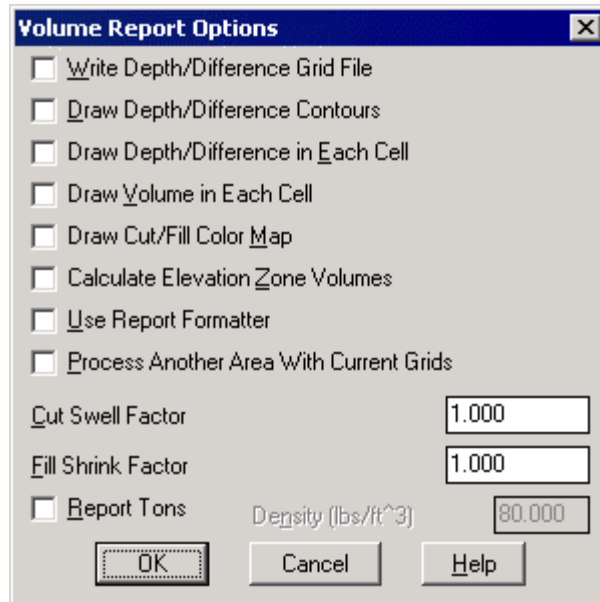 Volume Report Options
Write Depth/Difference Grid File
Draw Depth/Difference Contours
Draw Depth/Difference in Each Cell
Draw Volume in Each Cell
Draw Cut/Fill Color Map
Calculate Elevation Zone Volumes
Use Report Formatter
Process Another Area With Current Grids
Cut Swell Factor 1.000
Fill Shrink Factor 1.000
Report Tons Density (lbs/ft^3) 80.000
OK Cancel Help